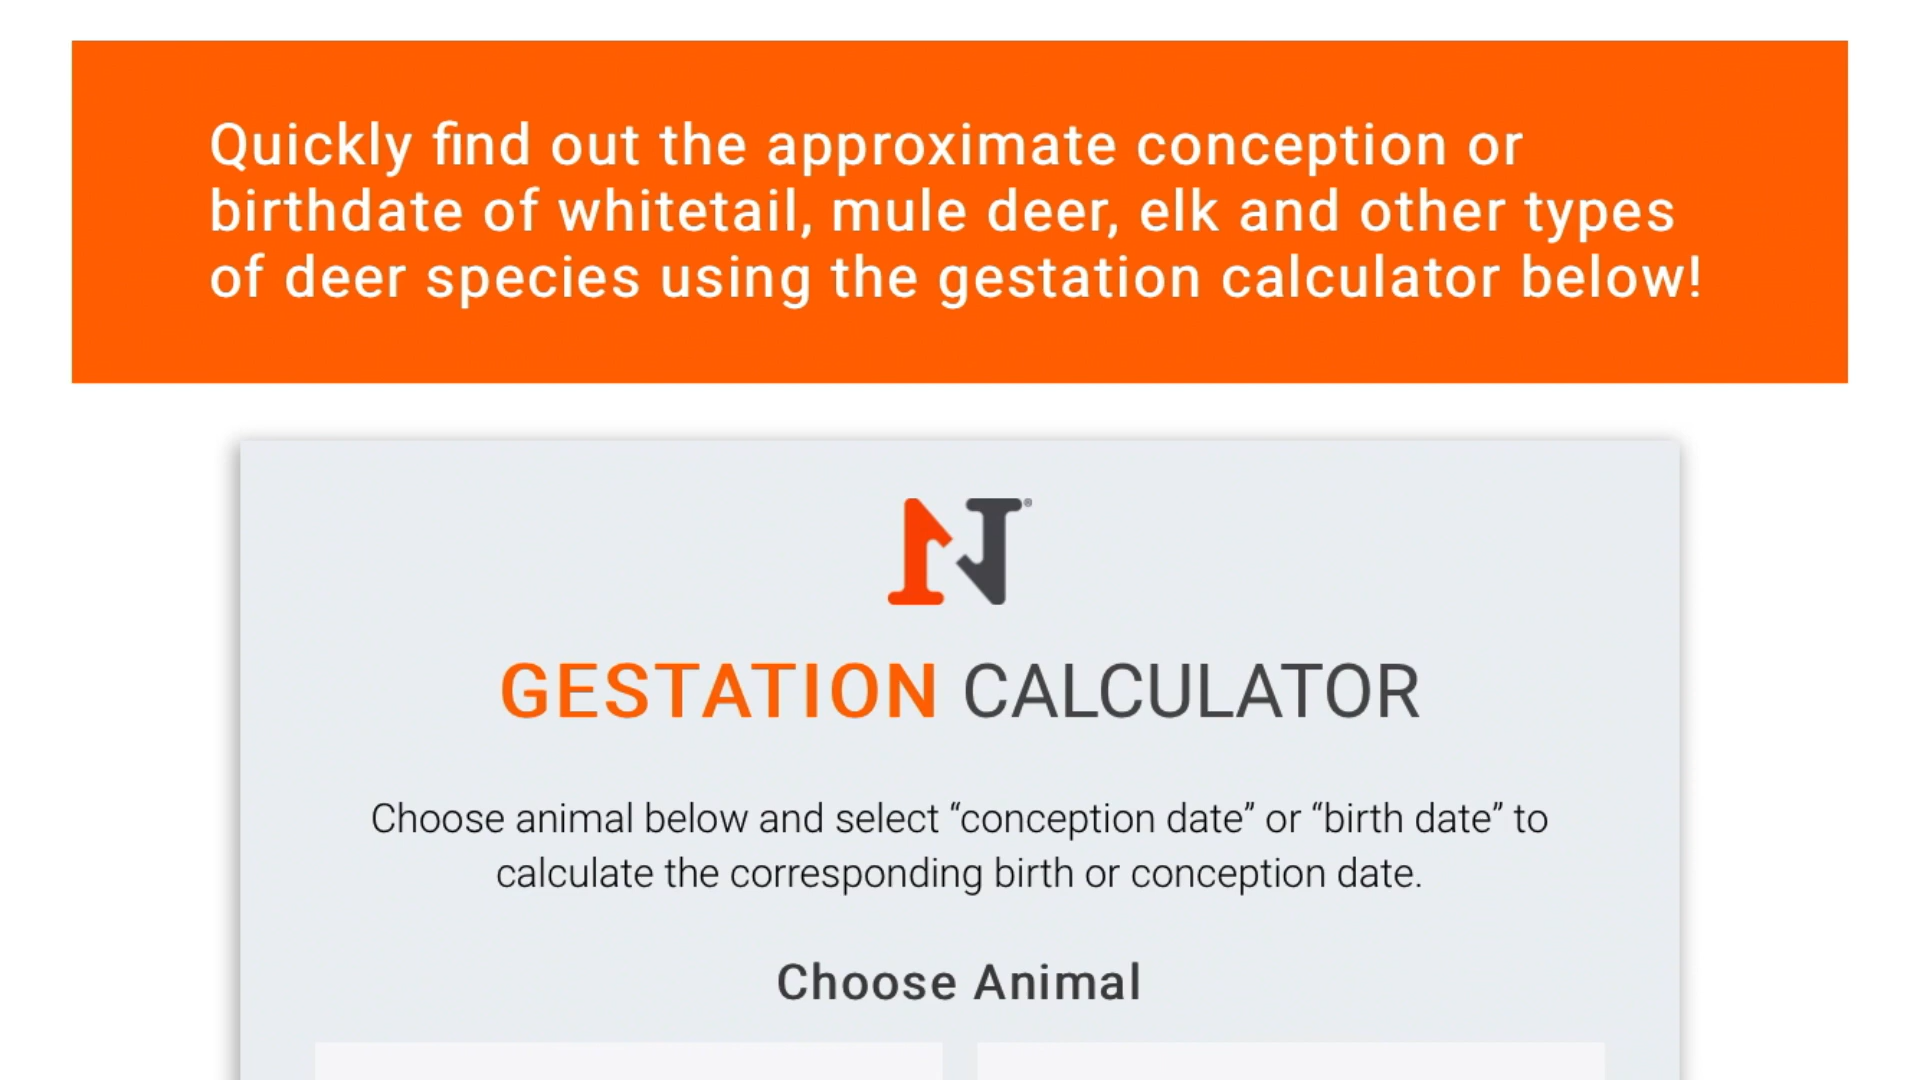 Quickly find out the approximate conception or
birthdate of whitetail, mule deer, elk and other types
of deer species using the gestation calculator below!
N®
GESTATION CALCULATOR
Choose animal below and select “conception date” or “birth date” to
calculate the corresponding birth or conception date.
Choose Animal